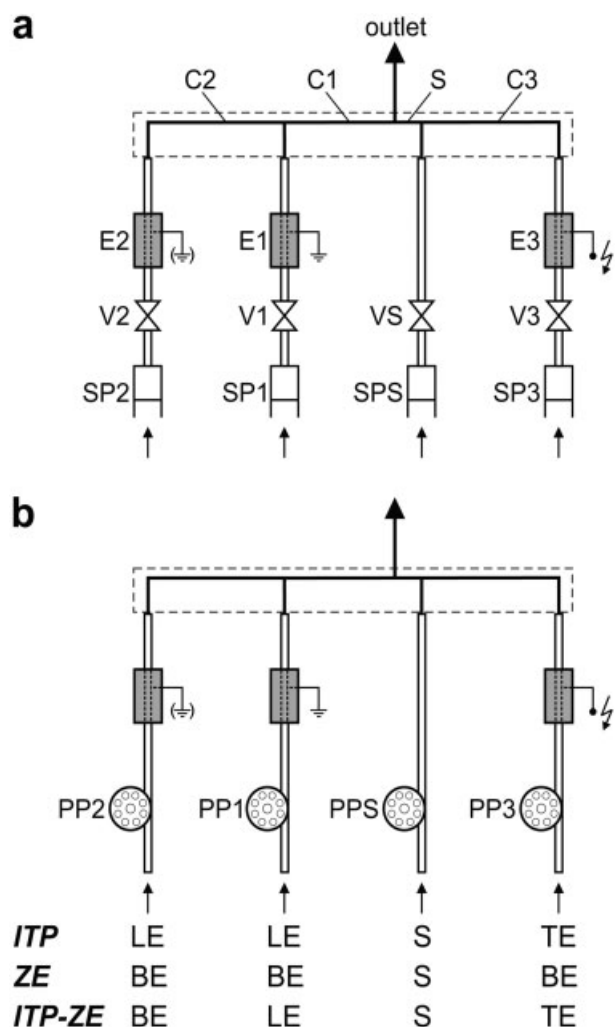 a
outlet
C2 C1 S C3
E2 E1 E3
V2 V1 VS V3
SP2 SP1 SPS SP3
b
PP2 PP1 PPS PP3
ITP LE LE S TE
ZE BE BE S BE
ITP-ZE BE LE S TE